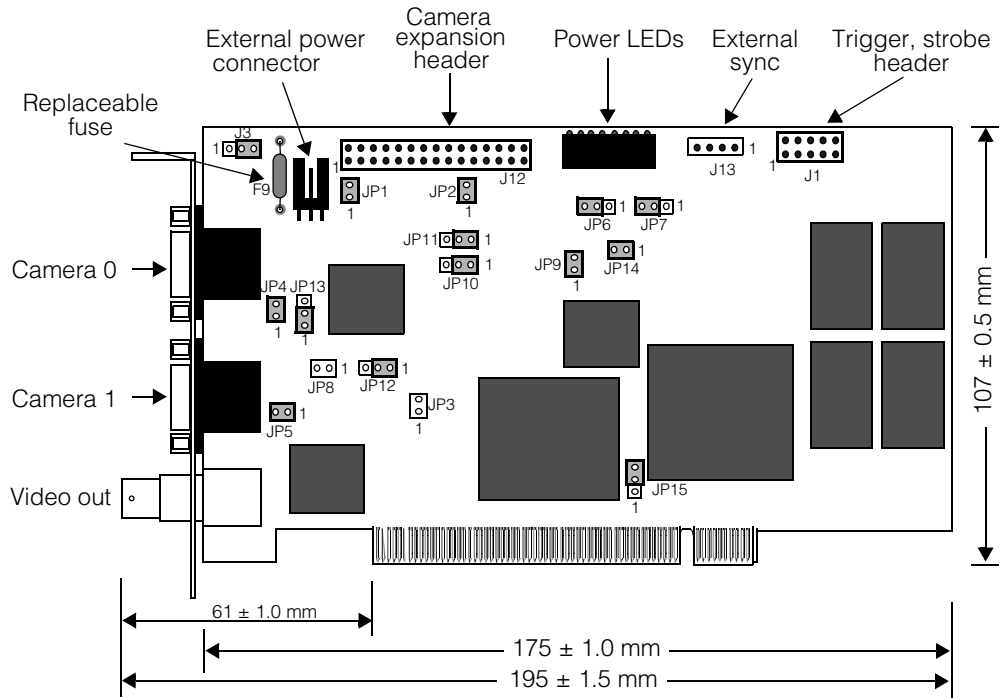 Camera
expansion
header
External power
connector
Power LEDs
External
sync
Trigger, strobe
header
Replaceable
fuse
J3
1
F9
1
J12
J13
1
1
J1
JP1
1
JP2
1
JP6
1
JP7
1
JP11
1
JP10
1
JP9
1
JP14
1
Camera 0
JP4
1
JP13
1
107 ± 0.5 mm
JP8
1
JP12
1
Camera 1
JP3
1
JP5
1
JP15
1
Video out
61 ± 1.0 mm
175 ± 1.0 mm
195 ± 1.5 mm